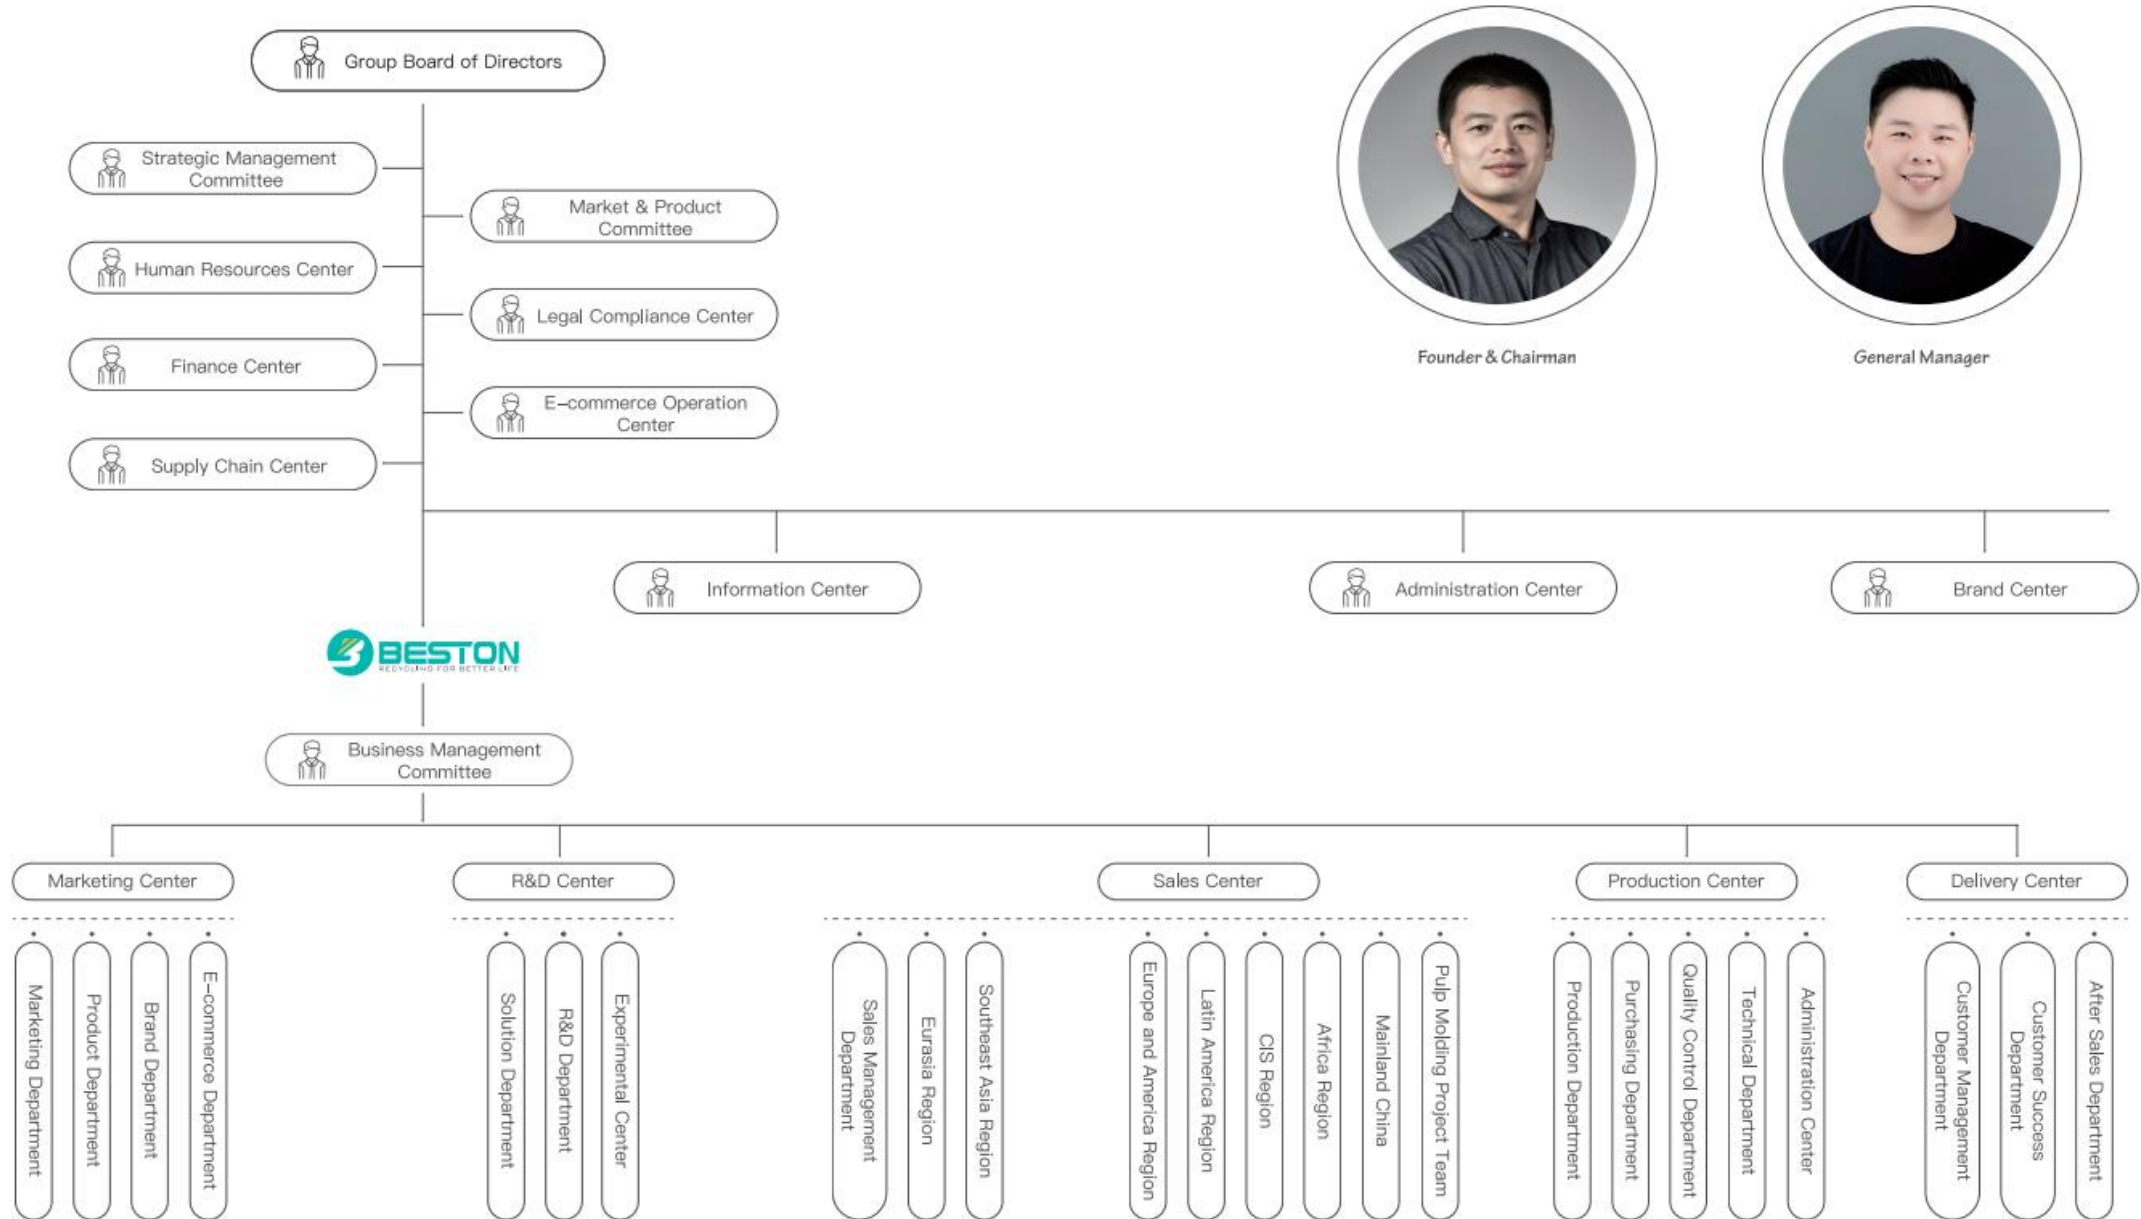 Group Board of Directors
Founder & Chairman
General Manager
Strategic Management
Committee
Market & Product
Committee
Human Resources Center
Legal Compliance Center
Finance Center
E-commerce Operation
Center
Supply Chain Center
Information Center
Administration Center
Brand Center
BESTON
RECYCLING FOR BETTER LIFE
Business Management
Committee
Marketing Center
R&D Center
Sales Center
Production Center
Delivery Center
Marketing Department
Product Department
Brand Department
E-commerce Department
Solution Department
R&D Department
Experimental Center
Sales Management
Department
Eurasia Region
Southeast Asia Region
Europe and America Region
Latin America Region
CIS Region
Africa Region
Mainland China
Pulp Molding Project Team
Production Department
Purchasing Department
Quality Control Department
Technical Department
Administration Center
Customer Management
Department
Customer Success
Department
After Sales Department